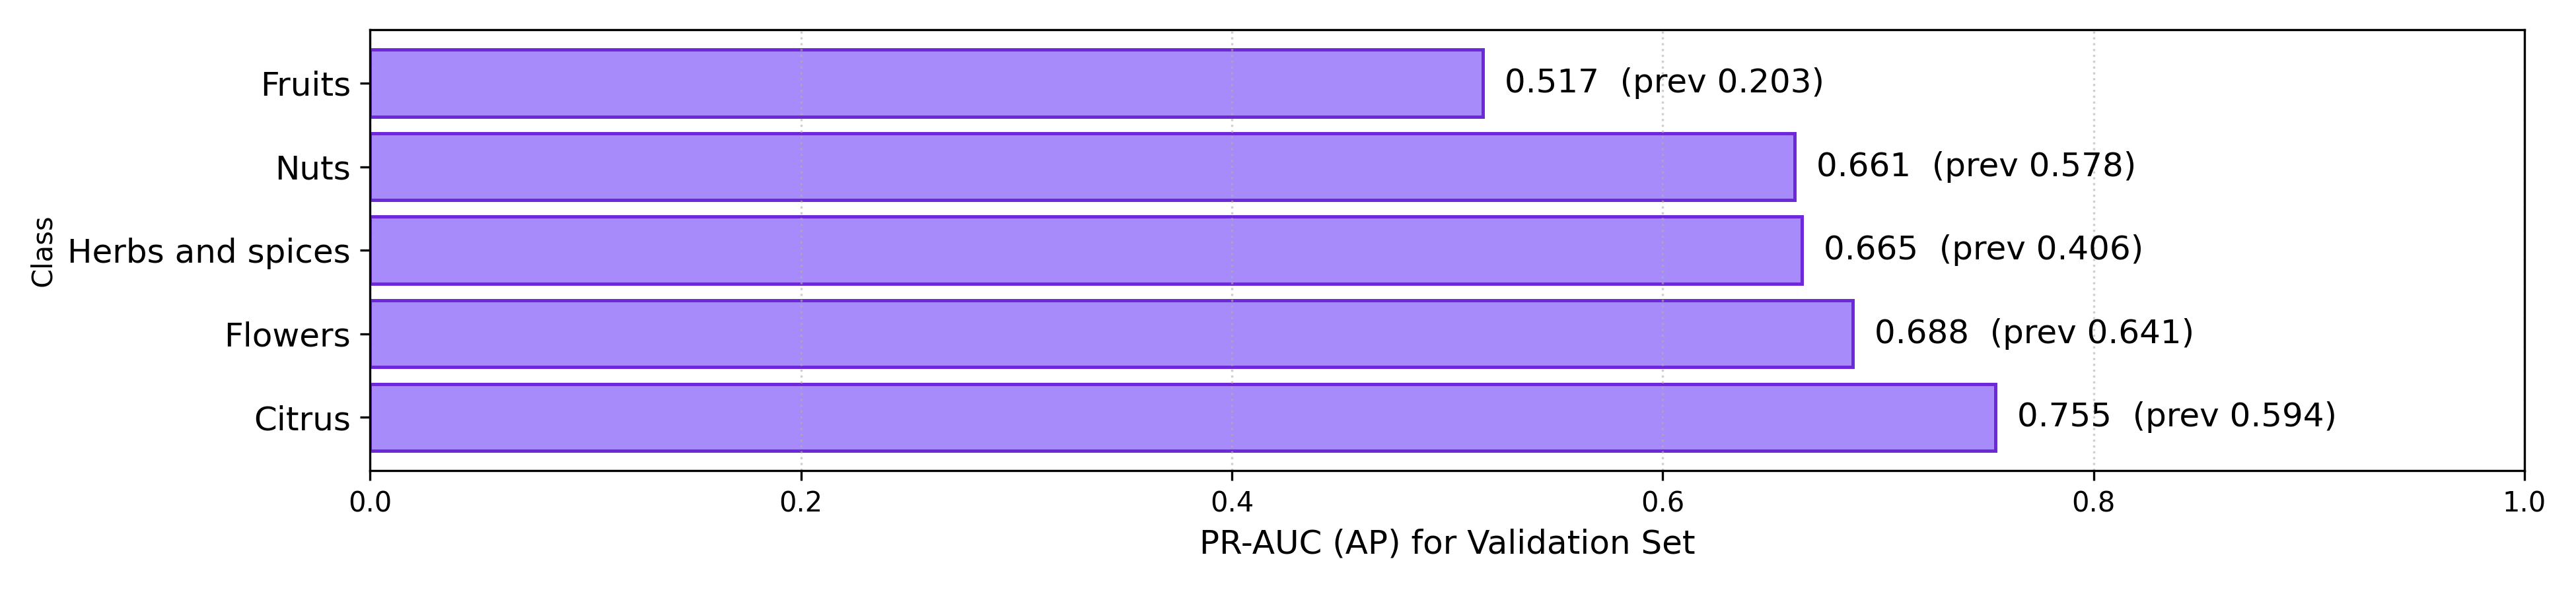 Fruits 0.517 (prev 0.203)
Nuts 0.661 (prev 0.578)
Class
Herbs and spices 0.665 (prev 0.406)
Flowers 0.688 (prev 0.641)
Citrus 0.755 (prev 0.594)
0.0 0.2 0.4 0.6 0.8 1.0
PR-AUC (AP) for Validation Set